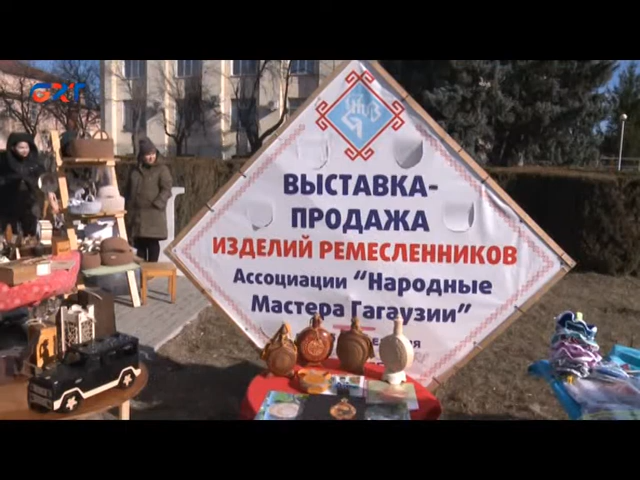 ВЫСТАВКА-
ПРОДАЖА
ИЗДЕЛИЙ РЕМЕСЛЕННИКОВ
Ассоциации "Народные
Мастера Гагаузии"